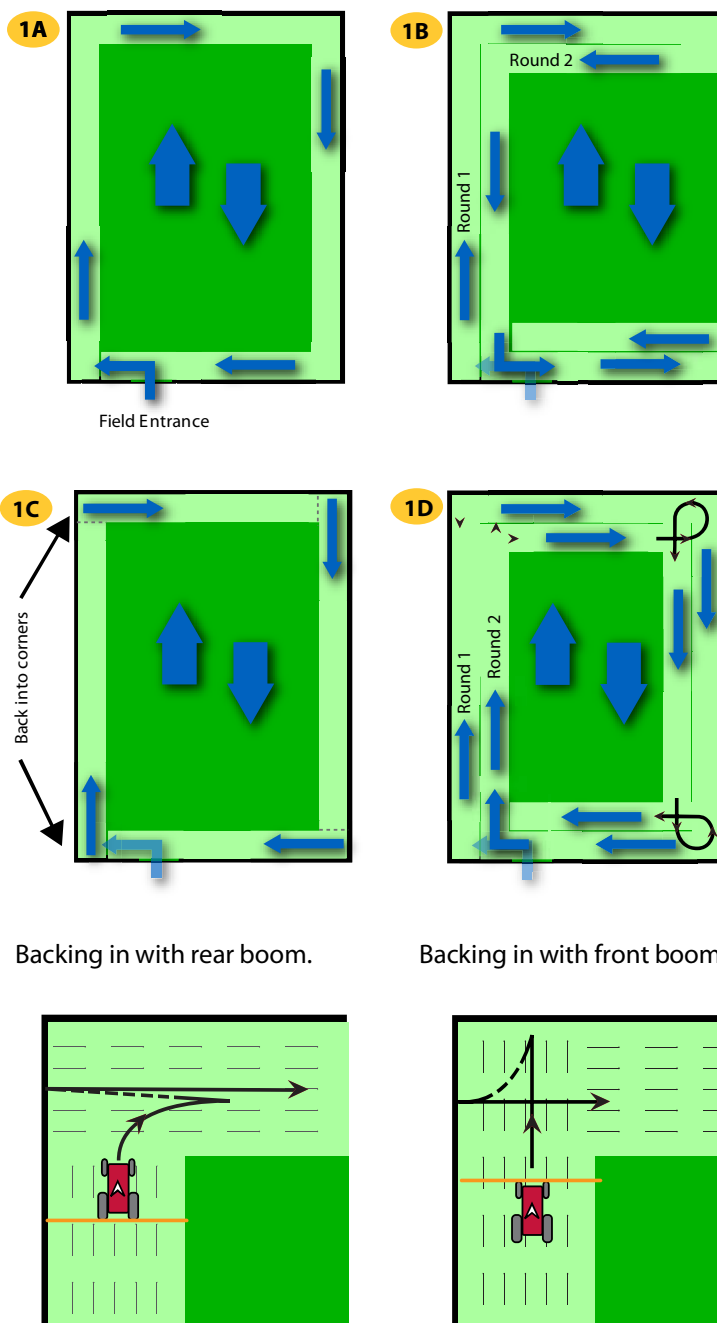 1A
1B
Round 2
Round 1
Field Entrance
1C
Back into corners
1D
Round 1
Round 2
Backing in with rear boom.
Backing in with front boom